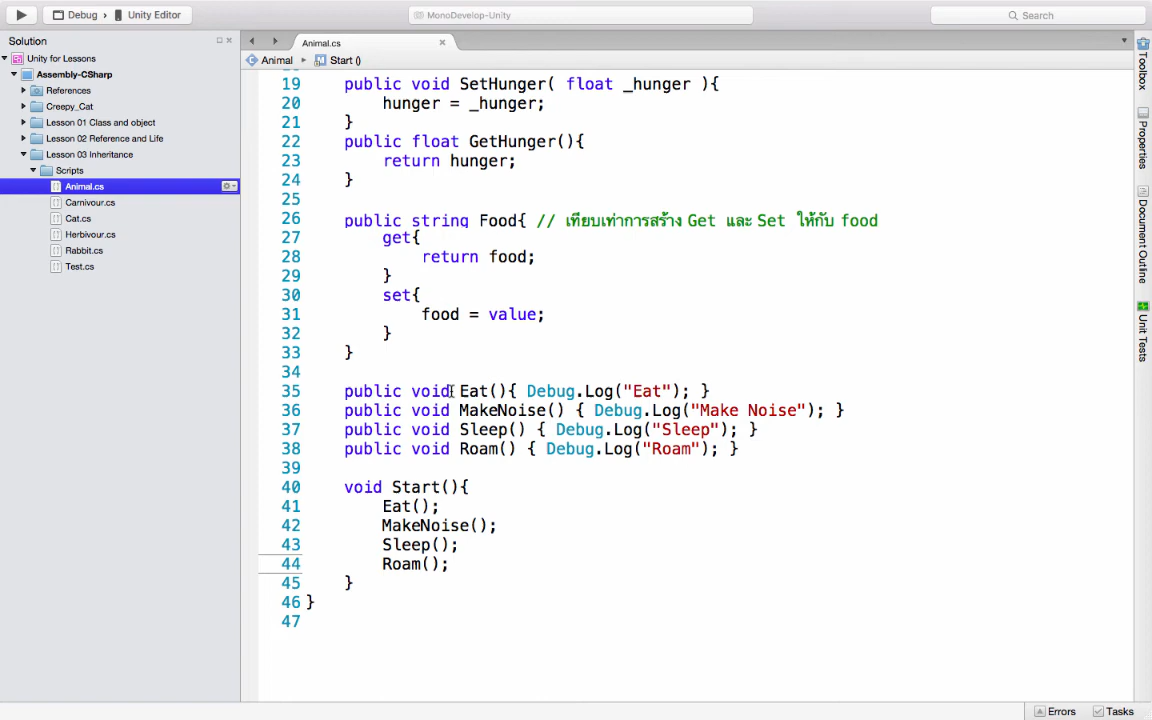 Debug › Unity Editor
MonoDevelop-Unity
Search
Solution
Unity for Lessons
Assembly-CSharp
References
Creepy_Cat
Lesson 01 Class and object
Lesson 02 Reference and Life
Lesson 03 Inheritance
Scripts
Animal.cs
Carnivour.cs
Cat.cs
Herbivour.cs
Rabbit.cs
Test.cs
Animal.cs
Animal › Start ()
19 public void SetHunger( float _hunger ){
20 hunger = _hunger;
21 }
22 public float GetHunger(){
23 return hunger;
24 }
25
26 public string Food{ // เทียบเท่าการสร้าง Get และ Set ให้กับ food
27 get{
28 return food;
29 }
30 set{
31 food = value;
32 }
33 }
34
35 public void Eat(){ Debug.Log("Eat"); }
36 public void MakeNoise() { Debug.Log("Make Noise"); }
37 public void Sleep() { Debug.Log("Sleep"); }
38 public void Roam() { Debug.Log("Roam"); }
39
40 void Start(){
41 Eat();
42 MakeNoise();
43 Sleep();
44 Roam();
45 }
46 }
47
Toolbox
Properties
Document Outline
Unit Tests
Errors
Tasks